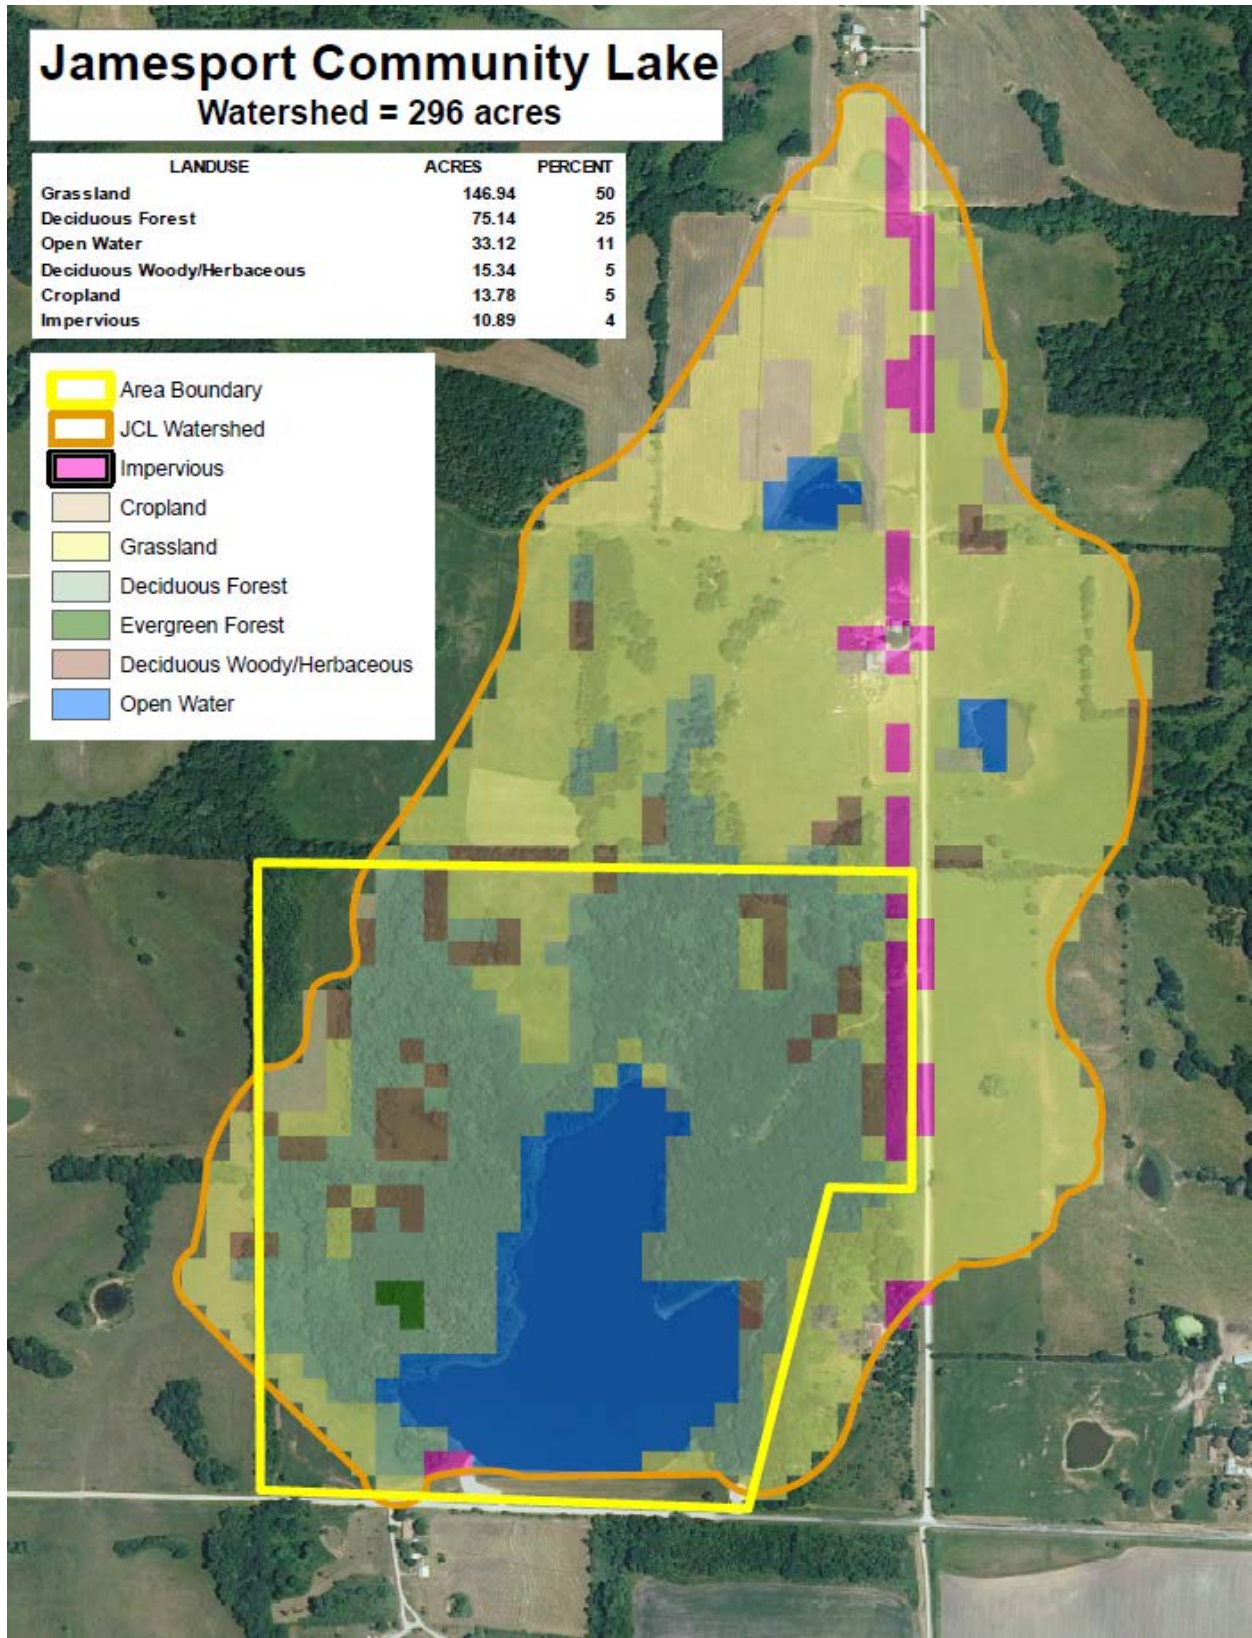 Jamesport Community Lake
Watershed = 296 acres
LANDUSE ACRES PERCENT
Grassland 146.94 50
Deciduous Forest 75.14 25
Open Water 33.12 11
Deciduous Woody/Herbaceous 15.34 5
Cropland 13.78 5
Impervious 10.89 4
Area Boundary
JCL Watershed
Impervious
Cropland
Grassland
Deciduous Forest
Evergreen Forest
Deciduous Woody/Herbaceous
Open Water